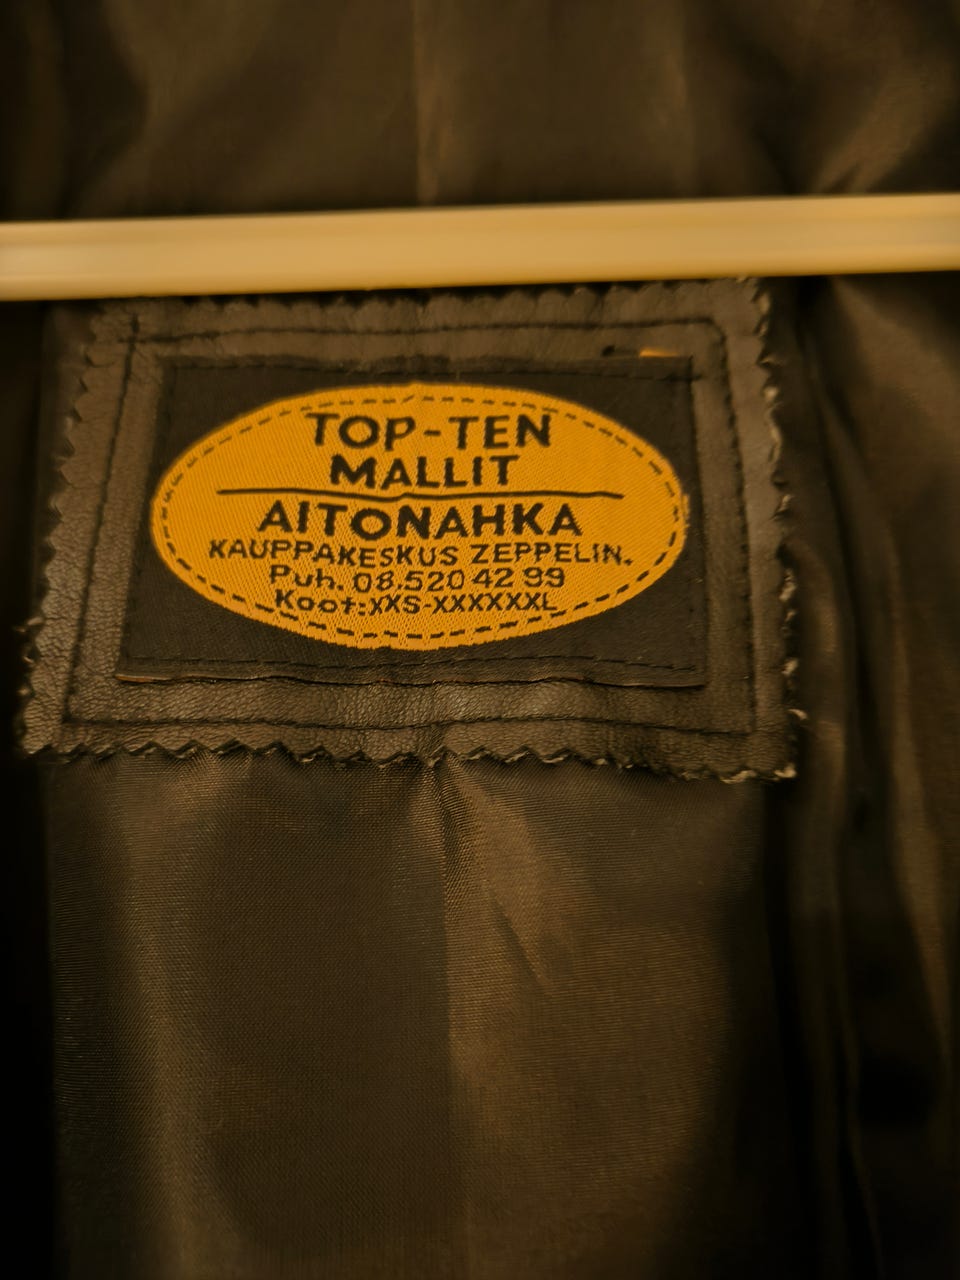 TOP-TEN
MALLIT
AITONAHKA
KAUPPAKESKUS ZEPPELIN.
Puh. 08.520 42 99
Koot:XXS-XXXXXXL